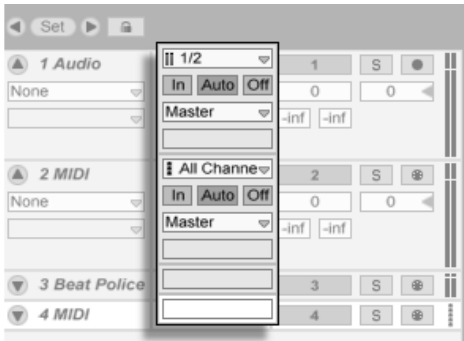 Set
1 Audio 1/2 1 S
In Auto Off
None 0 0
Master
-inf -inf
2 MIDI All Channe 2 S
In Auto Off
None 0 0
Master
-inf -inf
3 Beat Police 3 S
4 MIDI 4 S